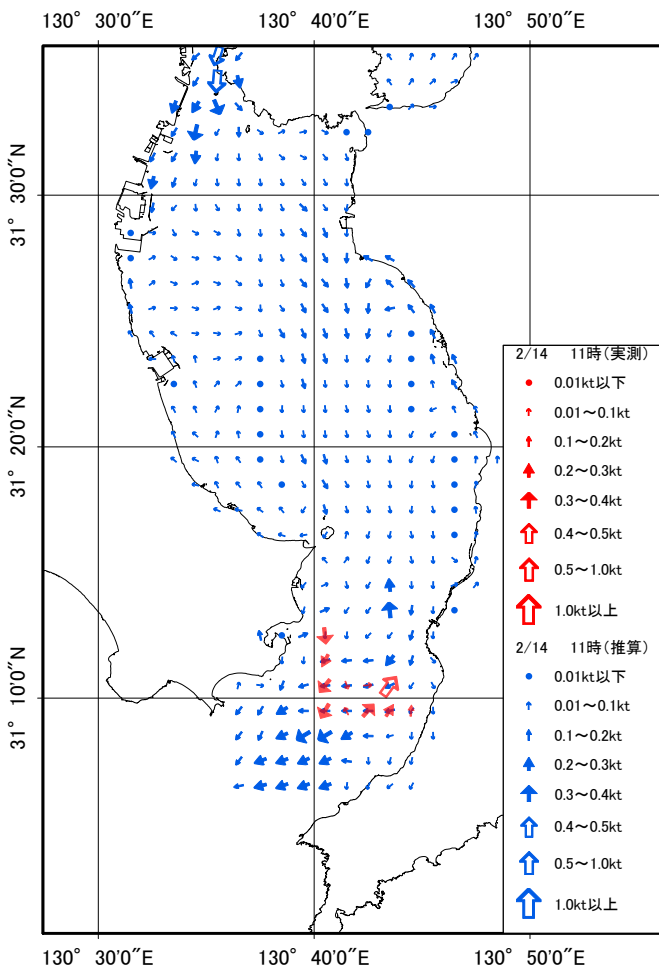 130° 30′0″E 130° 40′0″E 130° 50′0″E
31° 30′0″N
31° 20′0″N
31° 10′0″N
2/14 11時(実測)
0.01kt以下
0.01～0.1kt
0.1～0.2kt
0.2～0.3kt
0.3～0.4kt
0.4～0.5kt
0.5～1.0kt
1.0kt以上
2/14 11時(推算)
0.01kt以下
0.01～0.1kt
0.1～0.2kt
0.2～0.3kt
0.3～0.4kt
0.4～0.5kt
0.5～1.0kt
1.0kt以上
130° 30′0″E 130° 40′0″E 130° 50′0″E